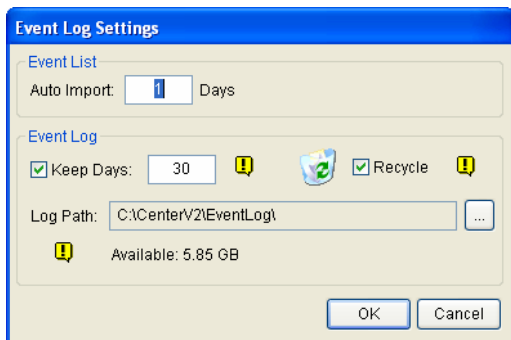 Event Log Settings
Event List
Auto Import: 1 Days
Event Log
Keep Days: 30 Recycle
Log Path: C:\CenterV2\EventLog\ ...
Available: 5.85 GB
OK Cancel